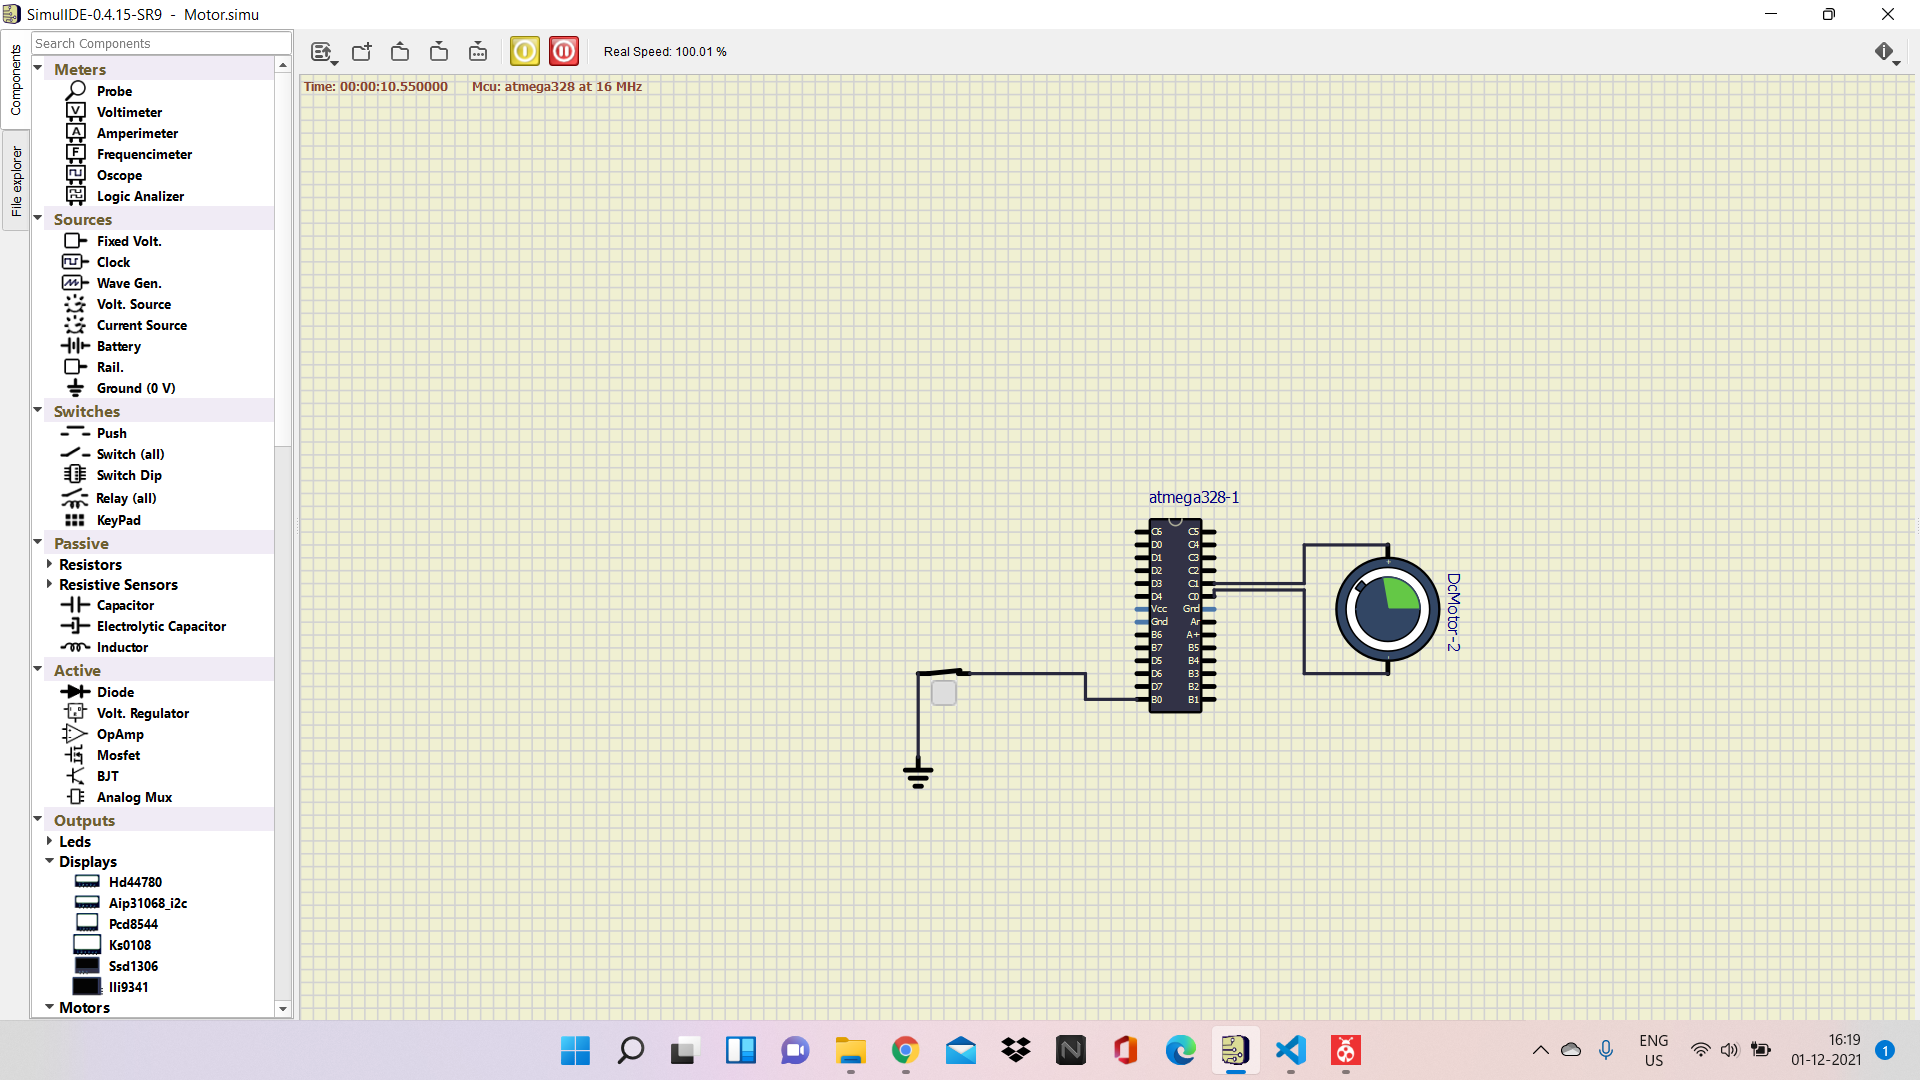 SimulIDE-0.4.15-SR9 - Motor.simu
Components
File explorer
Search Components
Meters
Probe
Voltimeter
Amperimeter
Frequencimeter
Oscope
Logic Analizer
Sources
Fixed Volt.
Clock
Wave Gen.
Volt. Source
Current Source
Battery
Rail.
Ground (0 V)
Switches
Push
Switch (all)
Switch Dip
Relay (all)
KeyPad
Passive
Resistors
Resistive Sensors
Capacitor
Electrolytic Capacitor
Inductor
Active
Diode
Volt. Regulator
OpAmp
Mosfet
BJT
Analog Mux
Outputs
Leds
Displays
Hd44780
Aip31068_i2c
Pcd8544
Ks0108
Ssd1306
Ili9341
Motors
Real Speed: 100.01 %
Time: 00:00:10.550000 Mcu: atmega328 at 16 MHz
atmega328-1
C6 C5
D0 C4
D1 C3
D2 C2
D3 C1
D4 C0
Vcc Gnd
Gnd Ar
B6 A+
B7 B5
D5 B4
D6 B3
D7 B2
B0 B1
DcMotor-2
ENG
US
16:19
01-12-2021
1